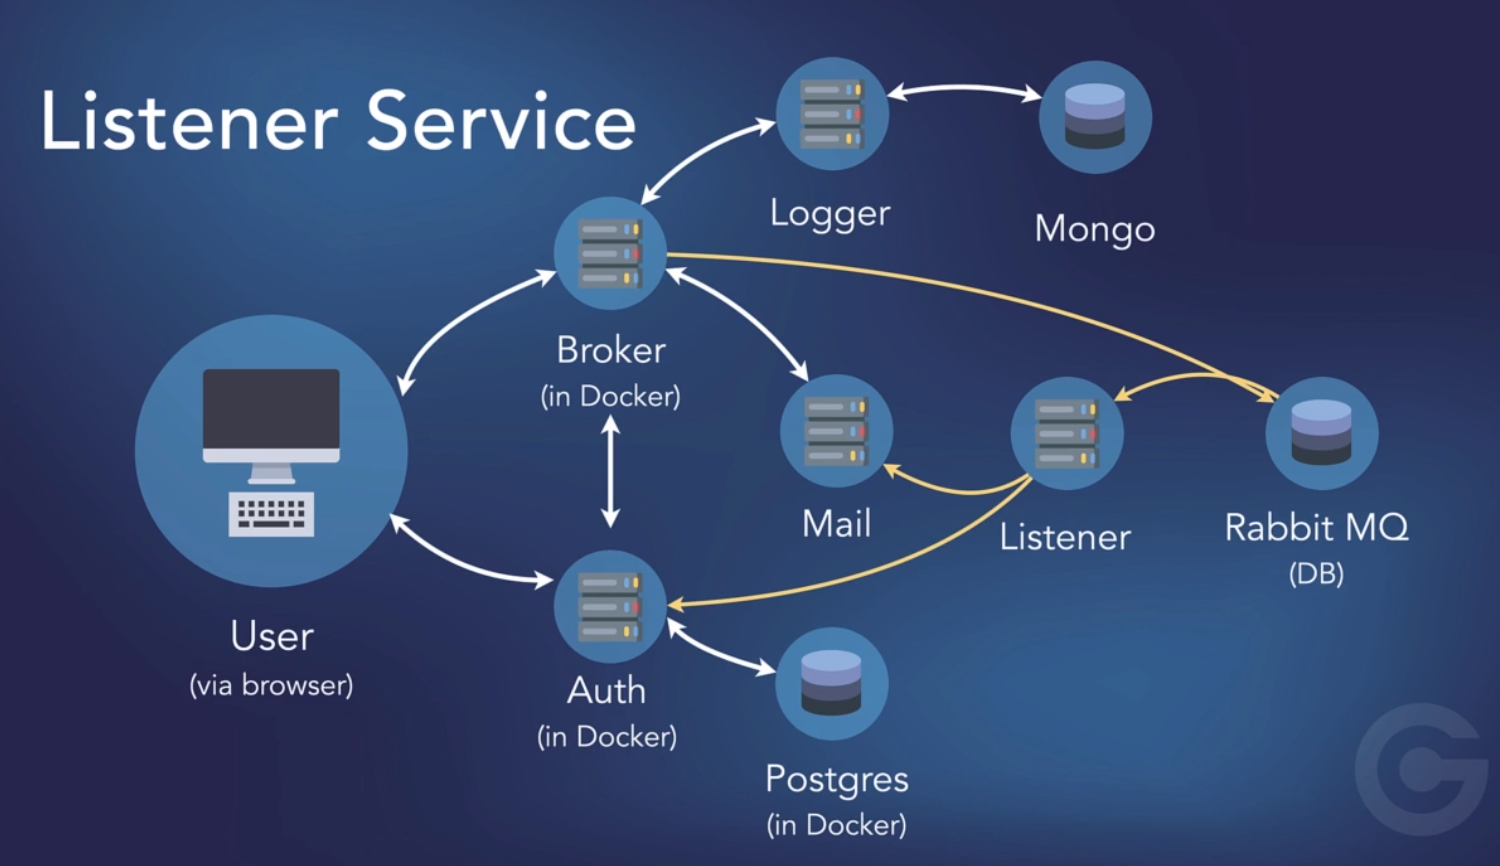 Listener Service
Logger
Mongo
Broker
(in Docker)
Mail
Listener
Rabbit MQ
(DB)
User
(via browser)
Auth
(in Docker)
Postgres
(in Docker)